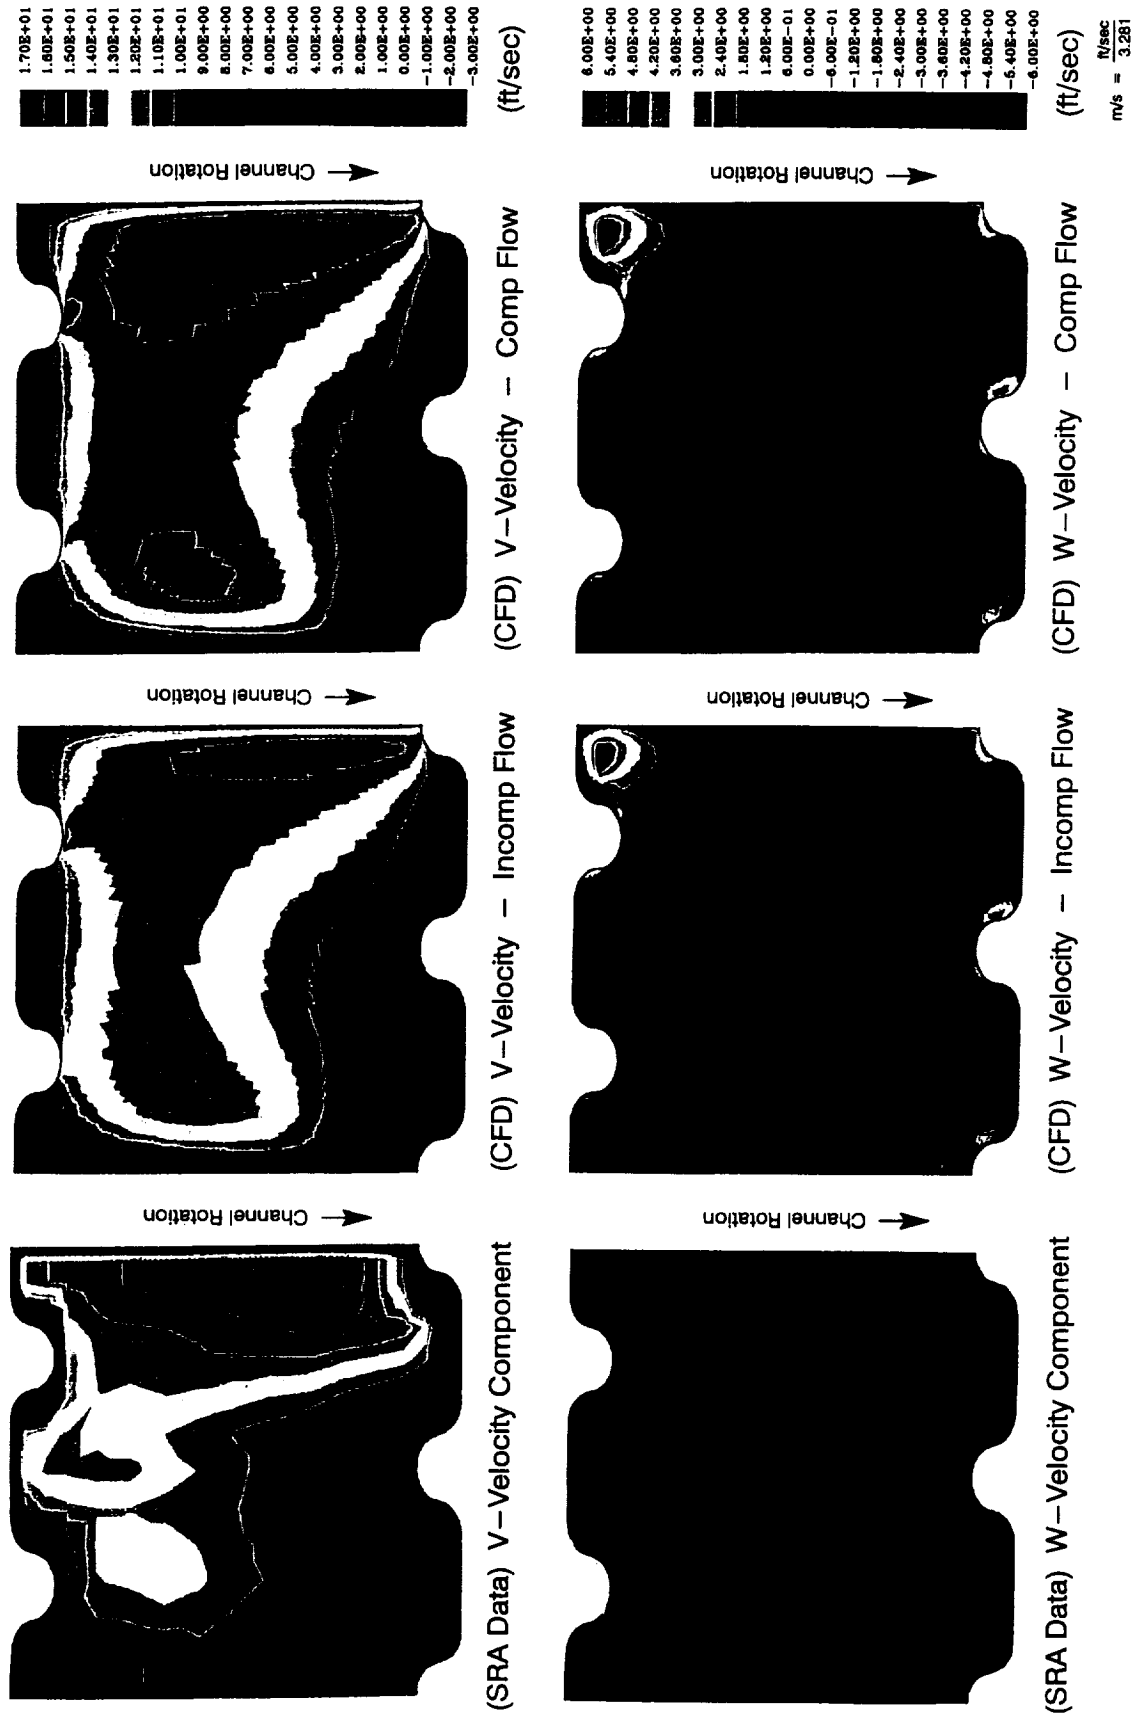 1.70E+01
1.60E+01
1.50E+01
1.40E+01
1.30E+01
1.20E+01
1.10E+01
1.00E+01
9.00E+00
8.00E+00
7.00E+00
6.00E+00
5.00E+00
4.00E+00
3.00E+00
2.00E+00
1.00E+00
0.00E+00
-1.00E+00
-2.00E+00
-3.00E+00
(ft/sec)
Channel Rotation
(CFD) V-Velocity - Comp Flow
Channel Rotation
(CFD) V-Velocity - Incomp Flow
Channel Rotation
(SRA Data) V-Velocity Component
6.00E+00
5.40E+00
4.80E+00
4.20E+00
3.60E+00
3.00E+00
2.40E+00
1.80E+00
1.20E+00
6.00E-01
0.00E+00
-6.00E-01
-1.20E+00
-1.80E+00
-2.40E+00
-3.00E+00
-3.60E+00
-4.20E+00
-4.80E+00
-5.40E+00
-6.00E+00
(ft/sec)
m/s = ft/sec
3.281
Channel Rotation
(CFD) W-Velocity - Comp Flow
Channel Rotation
(CFD) W-Velocity - Incomp Flow
Channel Rotation
(SRA Data) W-Velocity Component